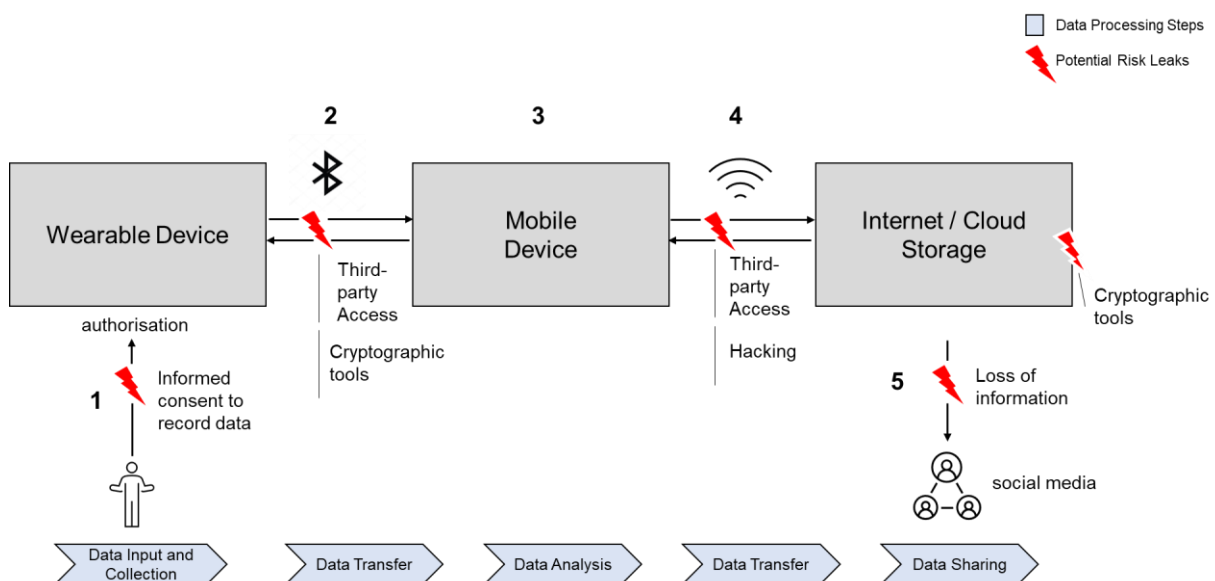 Data Processing Steps
Potential Risk Leaks
2
3
4
Wearable Device
Mobile
Device
Internet / Cloud
Storage
Third-
party
Access
Cryptographic
tools
Third-
party
Access
Hacking
Cryptographic
tools
authorisation
1
Informed
consent to
record data
5
Loss of
information
social media
Data Input and
Collection
Data Transfer
Data Analysis
Data Transfer
Data Sharing